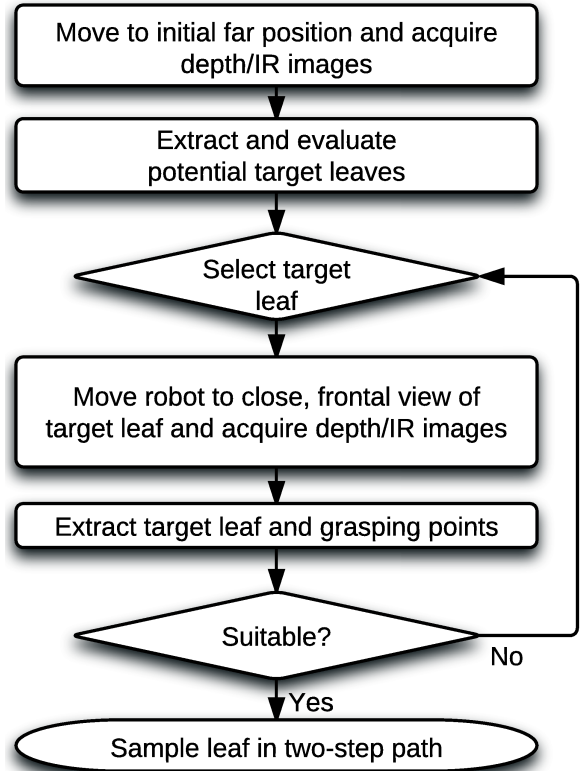 Move to initial far position and acquire
depth/IR images
Extract and evaluate
potential target leaves
Select target
leaf
Move robot to close, frontal view of
target leaf and acquire depth/IR images
Extract target leaf and grasping points
Suitable?
No
Yes
Sample leaf in two-step path